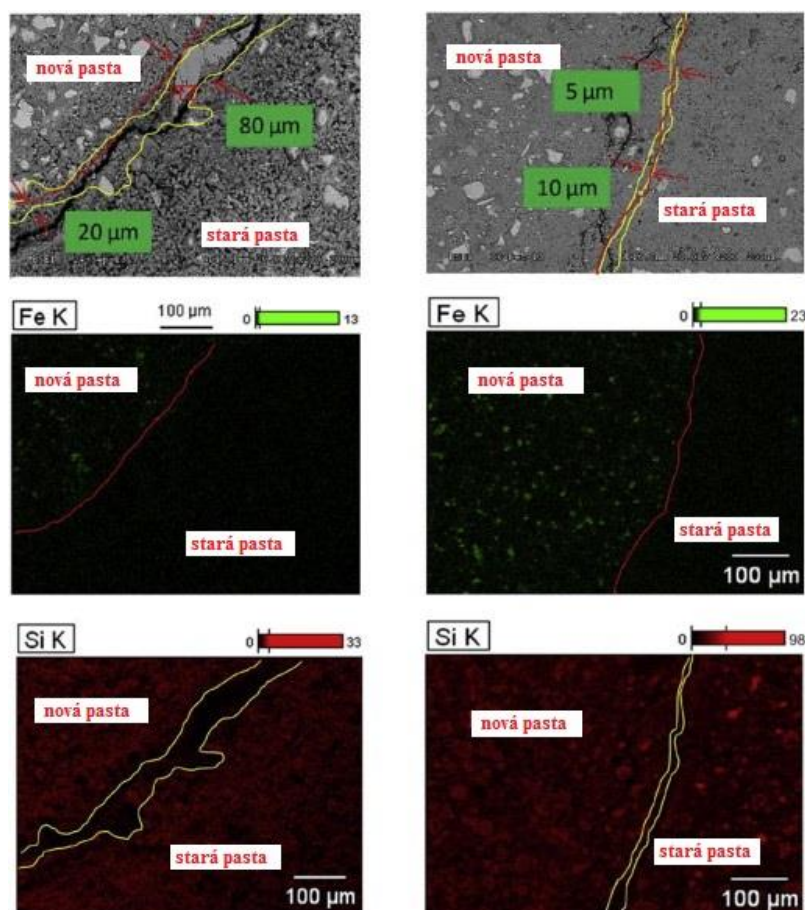 nová pasta
80 µm
20 µm
stará pasta
nová pasta
5 µm
10 µm
stará pasta
Fe K
100 µm
0
13
nová pasta
stará pasta
Fe K
0
23
nová pasta
stará pasta
100 µm
Si K
0
33
nová pasta
stará pasta
100 µm
Si K
0
98
nová pasta
stará pasta
100 µm